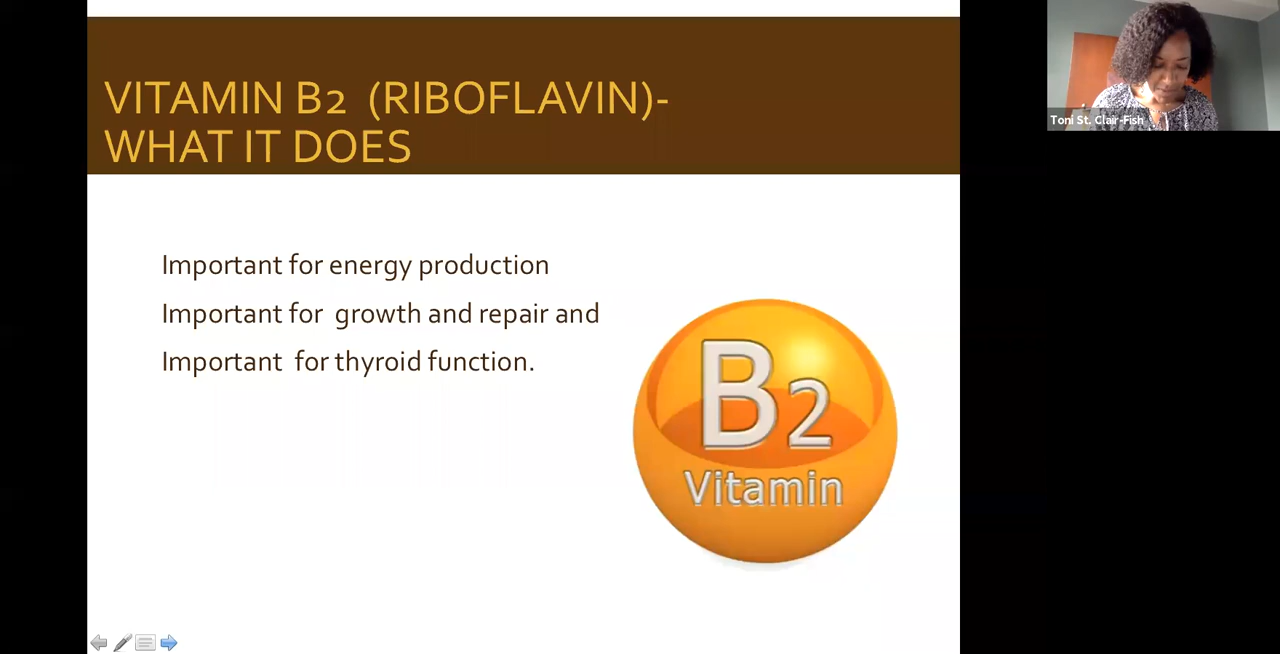 VITAMIN B2 (RIBOFLAVIN)-
WHAT IT DOES
Important for energy production
Important for growth and repair and
Important for thyroid function.
B2
Vitamin
Toni St. Clair-Fish